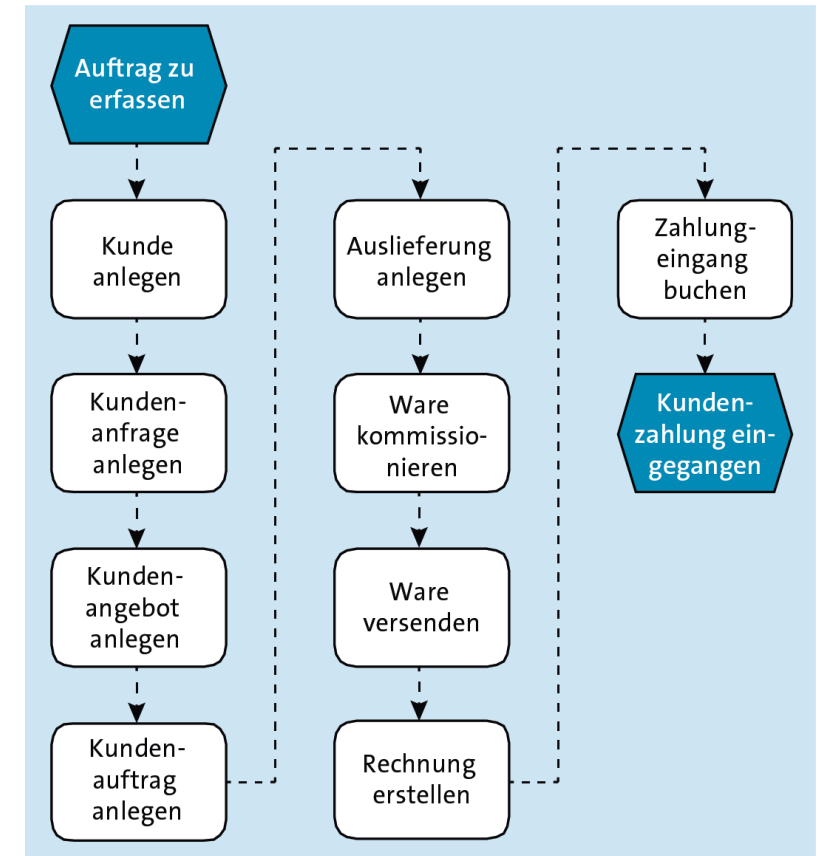 Auftrag zu
erfassen
Kunde
anlegen
Kunden-
anfrage
anlegen
Kunden-
angebot
anlegen
Kunden-
auftrag
anlegen
Auslieferung
anlegen
Ware
kommissio-
nieren
Ware
versenden
Rechnung
erstellen
Zahlung-
eingang
buchen
Kunden-
zahlung ein-
gegangen